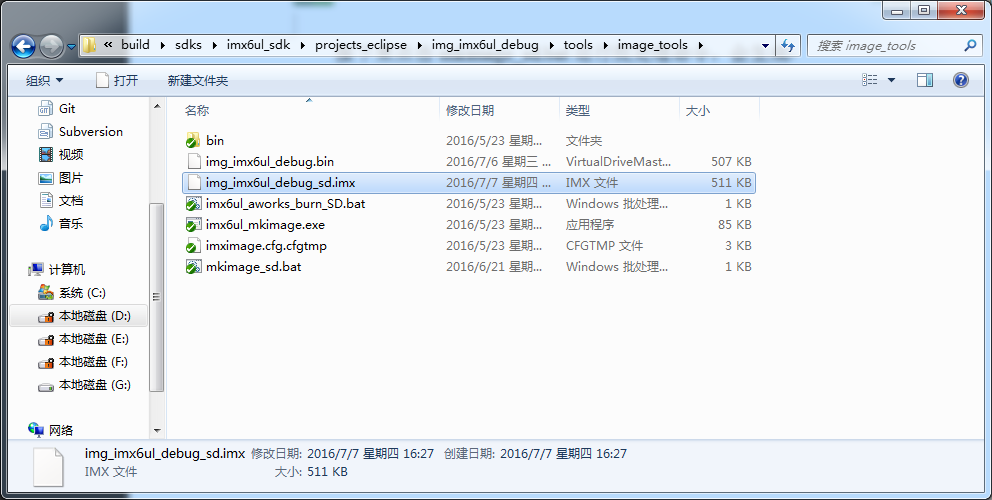 « build sdks imx6ul_sdk projects_eclipse img_imx6ul_debug tools image_tools 搜索 image_tools
组织 打开 新建文件夹
名称 修改日期 类型 大小
Git
Subversion
视频
图片
文档
音乐
计算机
系统 (C:)
本地磁盘 (D:)
本地磁盘 (E:)
本地磁盘 (F:)
本地磁盘 (G:)
网络
bin 2016/5/23 星期... 文件夹
img_imx6ul_debug.bin 2016/7/6 星期三 ... VirtualDriveMast... 507 KB
img_imx6ul_debug_sd.imx 2016/7/7 星期四 ... IMX 文件 511 KB
imx6ul_aworks_burn_SD.bat 2016/5/23 星期... Windows 批处理... 1 KB
imx6ul_mkimage.exe 2016/5/23 星期... 应用程序 85 KB
imximage.cfg.cfgtmp 2016/5/23 星期... CFGTMP 文件 3 KB
mkimage_sd.bat 2016/6/21 星期... Windows 批处理... 1 KB
img_imx6ul_debug_sd.imx 修改日期: 2016/7/7 星期四 16:27 创建日期: 2016/7/7 星期四 16:27
IMX 文件 大小: 511 KB